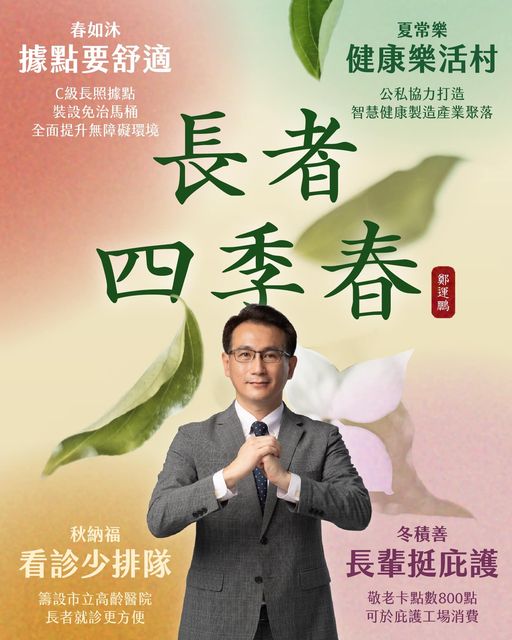 春如沐
據點要舒適
C級長照據點
裝設免治馬桶
全面提升無障礙環境
夏常樂
健康樂活村
公私協力打造
智慧健康製造產業聚落
長者
四季春
鄭運鵬
秋納福
看診少排隊
籌設市立高齡醫院
長者就診更方便
冬積善
長輩挺庇護
敬老卡點數800點
可於庇護工場消費